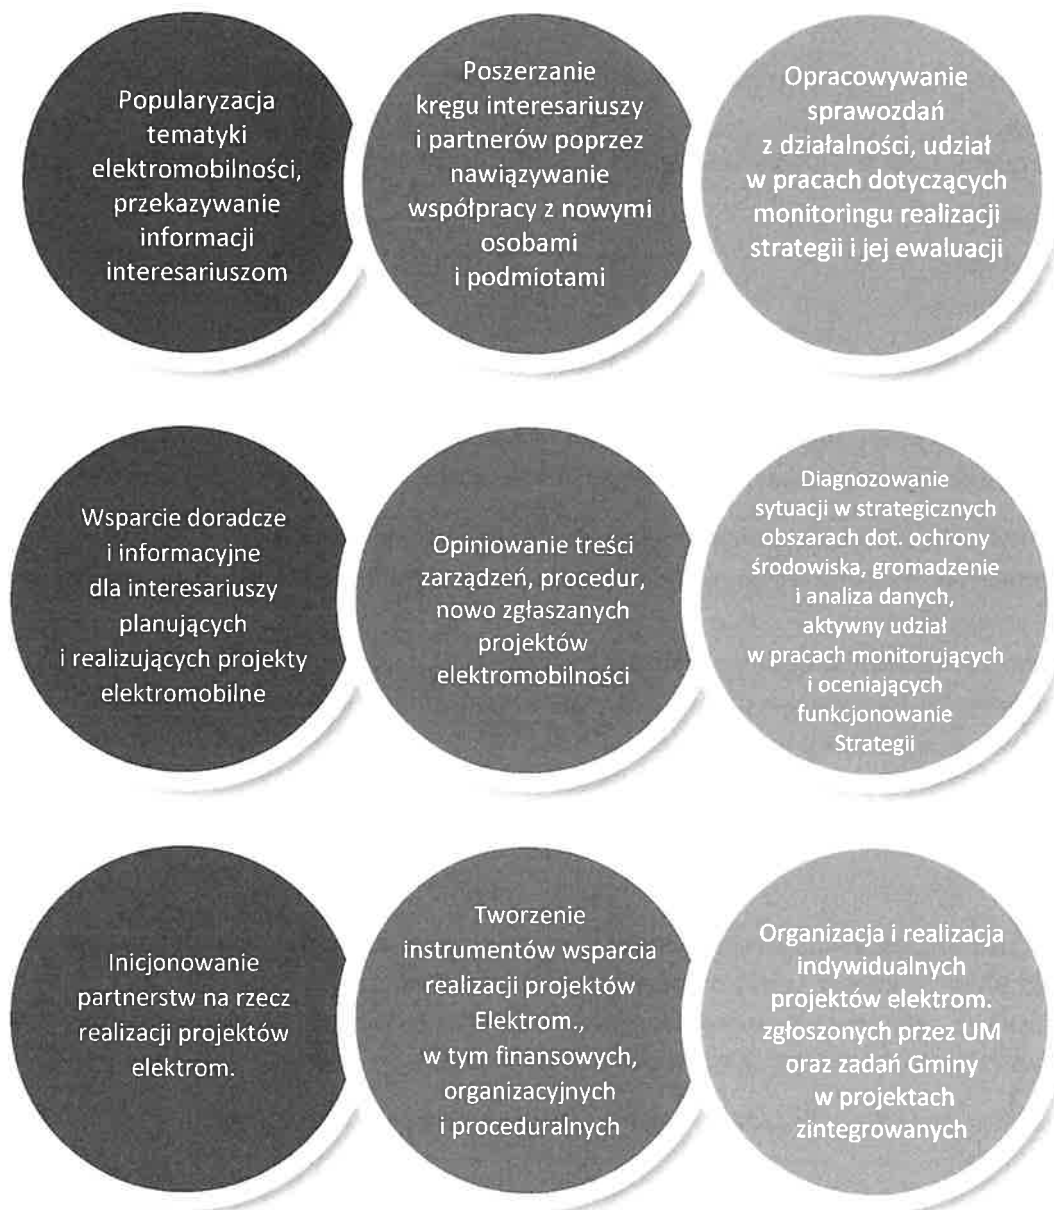 Popularyzacja
tematyki
elektromobilności,
przekazywanie
informacji
interesariuszom
Poszerzanie
kręgu interesariuszy
i partnerów poprzez
nawiązywanie
współpracy z nowymi
osobami
i podmiotami
Opracowywanie
sprawozdań
z działalności, udział
w pracach dotyczących
monitoringu realizacji
strategii i jej ewaluacji
Wsparcie doradcze
i informacyjne
dla interesariuszy
planujących
i realizujących projekty
elektromobilne
Opiniowanie treści
zarządzeń, procedur,
nowo zgłaszanych
projektów
elektromobilności
Diagnozowanie
sytuacji w strategicznych
obszarach dot. ochrony
środowiska, gromadzenie
i analiza danych,
aktywny udział
w pracach monitorujących
i oceniających
funkcjonowanie
Strategii
Inicjonowanie
partnerstw na rzecz
realizacji projektów
elektrom.
Tworzenie
instrumentów wsparcia
realizacji projektów
Elektrom.,
w tym finansowych,
organizacyjnych
i proceduralnych
Organizacja i realizacja
indywidualnych
projektów elektrom.
zgłoszonych przez UM
oraz zadań Gminy
w projektach
zintegrowanych